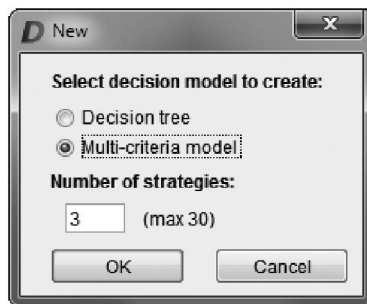 D New
Select decision model to create:
Decision tree
Multi-criteria model
Number of strategies:
3 (max 30)
OK Cancel